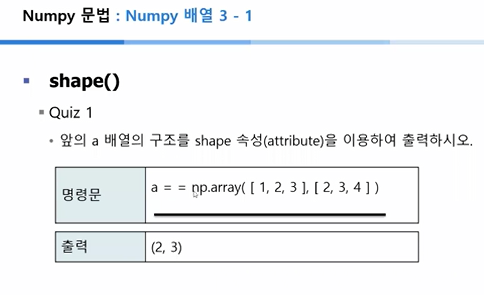 Numpy 문법 : Numpy 배열 3 - 1
▪ shape()
▪ Quiz 1
• 앞의 a 배열의 구조를 shape 속성(attribute)을 이용하여 출력하시오.
명령문
a = = np.array( [ 1, 2, 3 ], [ 2, 3, 4 ] )
출력
(2, 3)